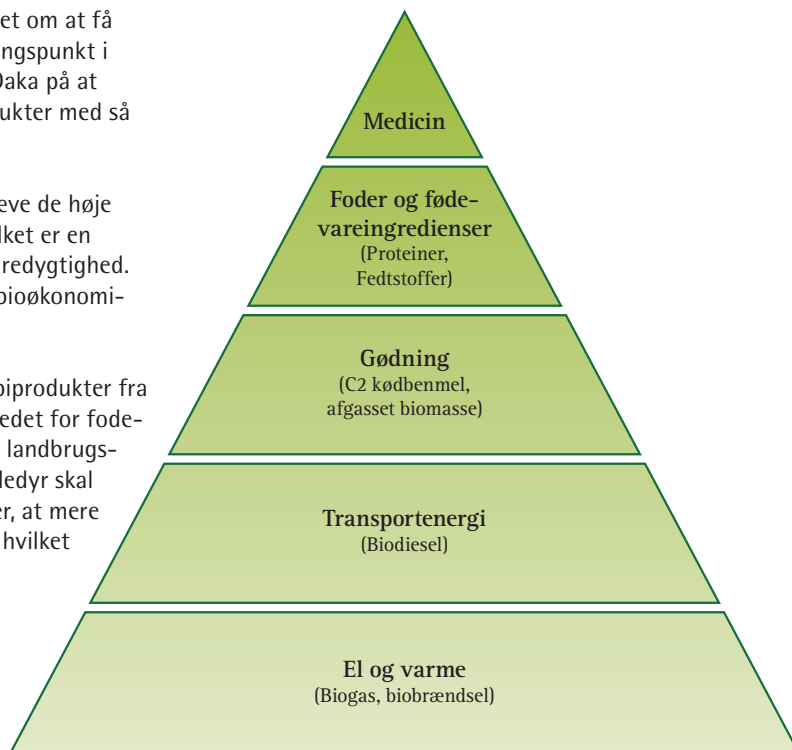 et om at få
ngspunkt i
Daka på at
ukter med så
eve de høje
lket er en
redygtighed.
bioøkonomi-
biprodukter fra
edet for fode-
landbrugs-
ledyr skal
er, at mere
hvilket
Medicin
Foder og føde-
vareingredienser
(Proteiner,
Fedtstoffer)
Gødning
(C2 kødbenmel,
afgasset biomasse)
Transportenergi
(Biodiesel)
El og varme
(Biogas, biobrændsel)